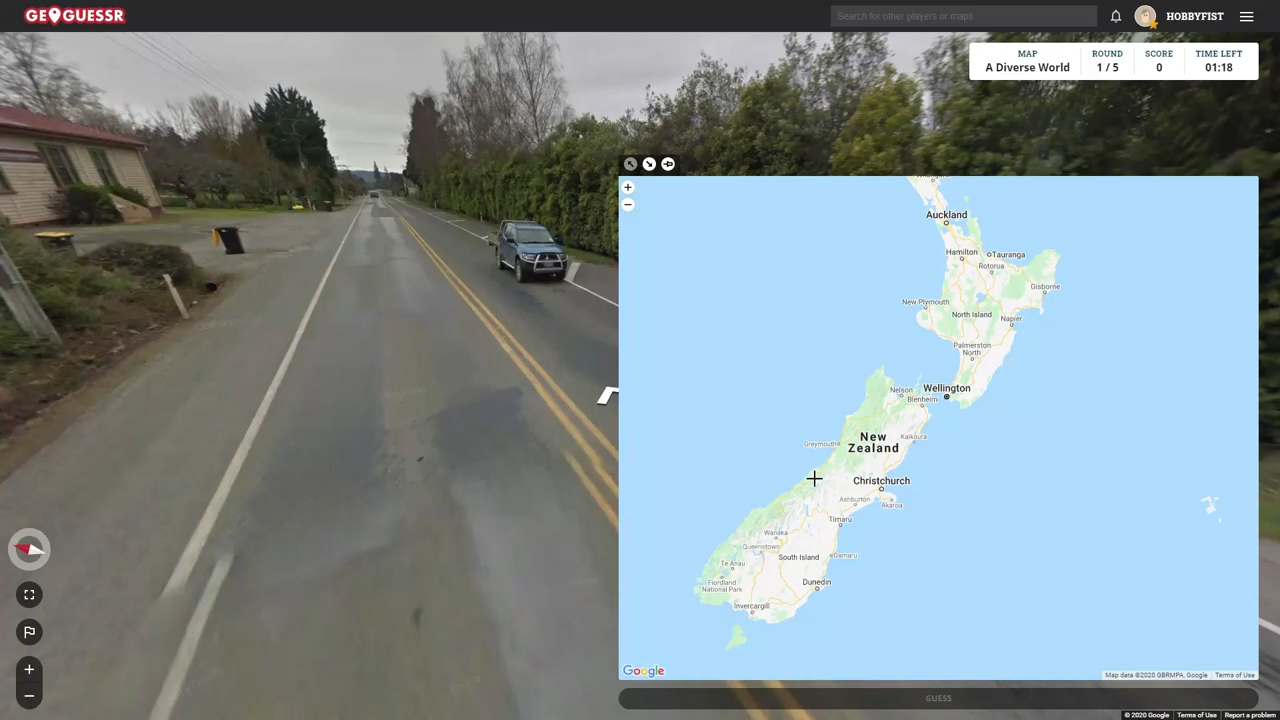 GEOGUESSR
Search for other players or maps
HOBBYFIST
MAP
A Diverse World
ROUND
1 / 5
SCORE
0
TIME LEFT
01:18
Auckland
Hamilton
Tauranga
Rotorua
Gisborne
New Plymouth
North Island
Napier
Palmerston
North
Wellington
Nelson
Blenheim
New
Zealand
Greymouth
Kaikōura
Christchurch
Ashburton
Akaroa
Timaru
Wanaka
Queenstown
Oamaru
South Island
Te Anau
Dunedin
Fiordland
National Park
Invercargill
Google
Map data ©2020 GBRMPA, Google
Terms of Use
GUESS
© 2020 Google
Terms of Use
Report a problem